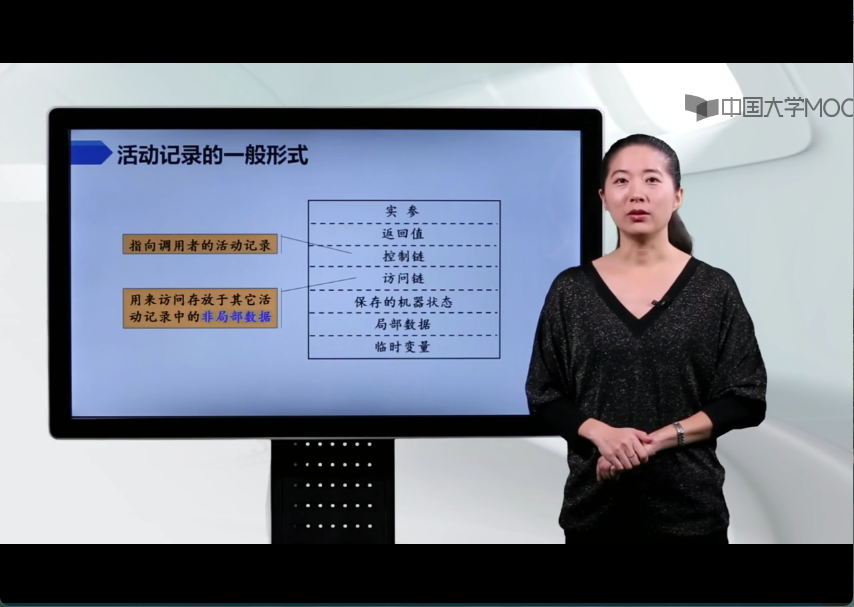 中国大学MOO
活动记录的一般形式
实 参
返回值
指向调用者的活动记录
控制链
访问链
用来访问存放于其它活
动记录中的非局部数据
保存的机器状态
局部数据
临时变量